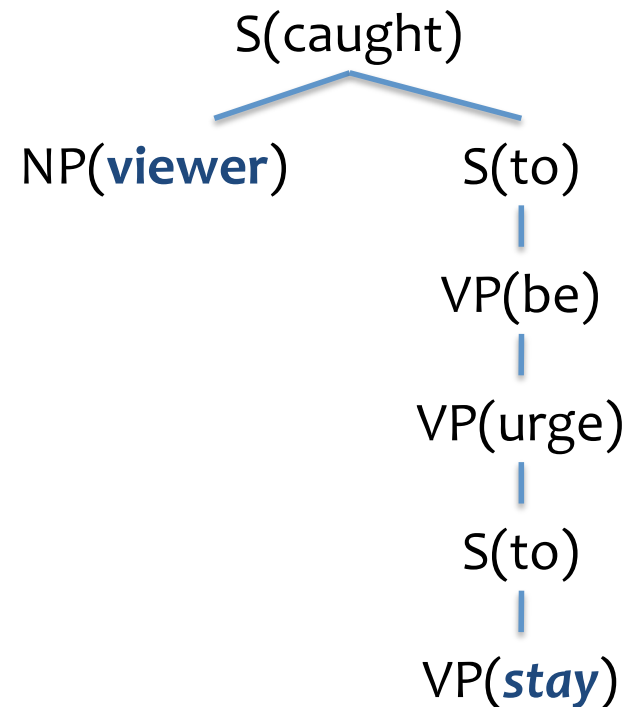 S(caught)
NP(viewer) S(to)
VP(be)
VP(urge)
S(to)
VP(stay)